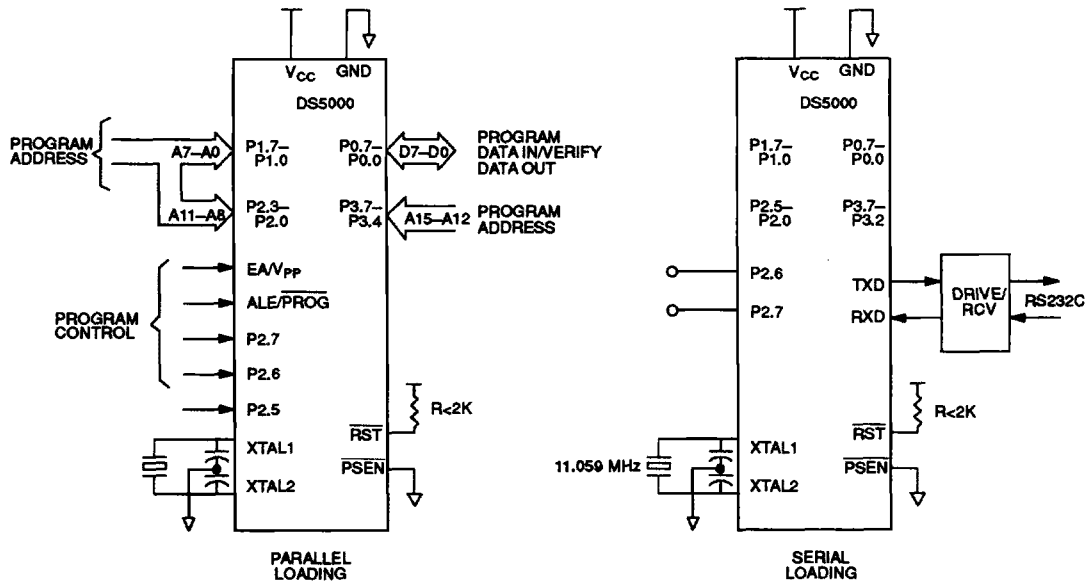 VCC GND
DS5000
PROGRAM
ADDRESS
A7–A0
P1.7–
P1.0
P0.7–
P0.0
D7–D0
PROGRAM
DATA IN/VERIFY
DATA OUT
A11–A8
P2.3–
P2.0
P3.7–
P3.4
A15–A12
PROGRAM
ADDRESS
PROGRAM
CONTROL
EA/VPP
ALE/PROG
P2.7
P2.6
P2.5
R<2K
RST
XTAL1
PSEN
XTAL2
PARALLEL
LOADING
VCC GND
DS5000
P1.7–
P1.0
P0.7–
P0.0
P2.5–
P2.0
P3.7–
P3.2
P2.6
P2.7
TXD
RXD
DRIVE/
RCV
RS232C
R<2K
RST
XTAL1
11.059 MHz
PSEN
XTAL2
SERIAL
LOADING